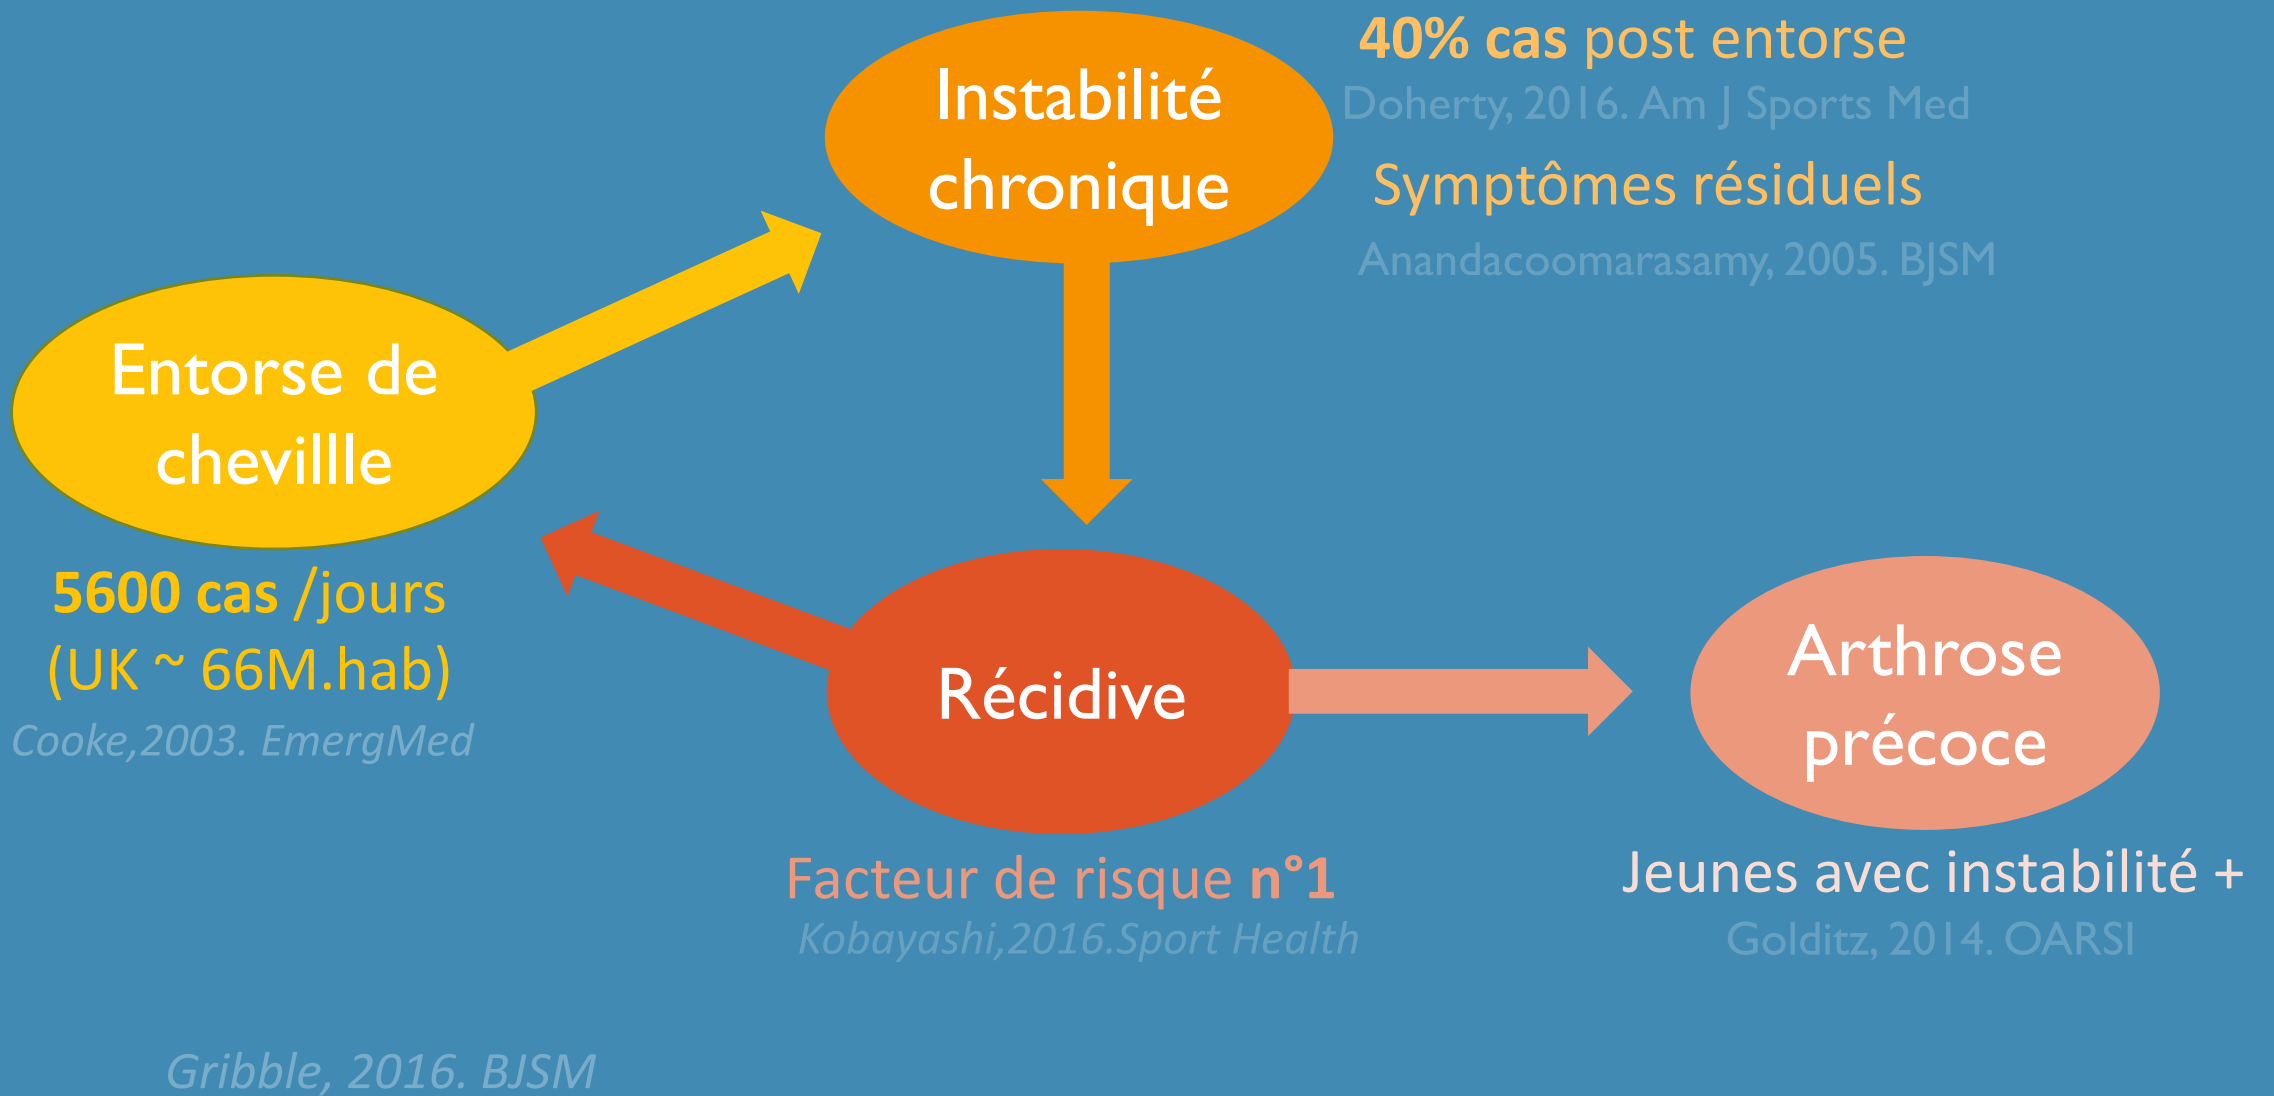 Instabilité
chronique
40% cas post entorse
Doherty, 2016. Am J Sports Med
Symptômes résiduels
Anandacoomarasamy, 2005. BJSM
Entorse de
chevillle
5600 cas /jours
(UK ~ 66M.hab)
Cooke,2003. EmergMed
Récidive
Facteur de risque n°1
Kobayashi,2016.Sport Health
Arthrose
précoce
Jeunes avec instabilité +
Golditz, 2014. OARSI
Gribble, 2016. BJSM